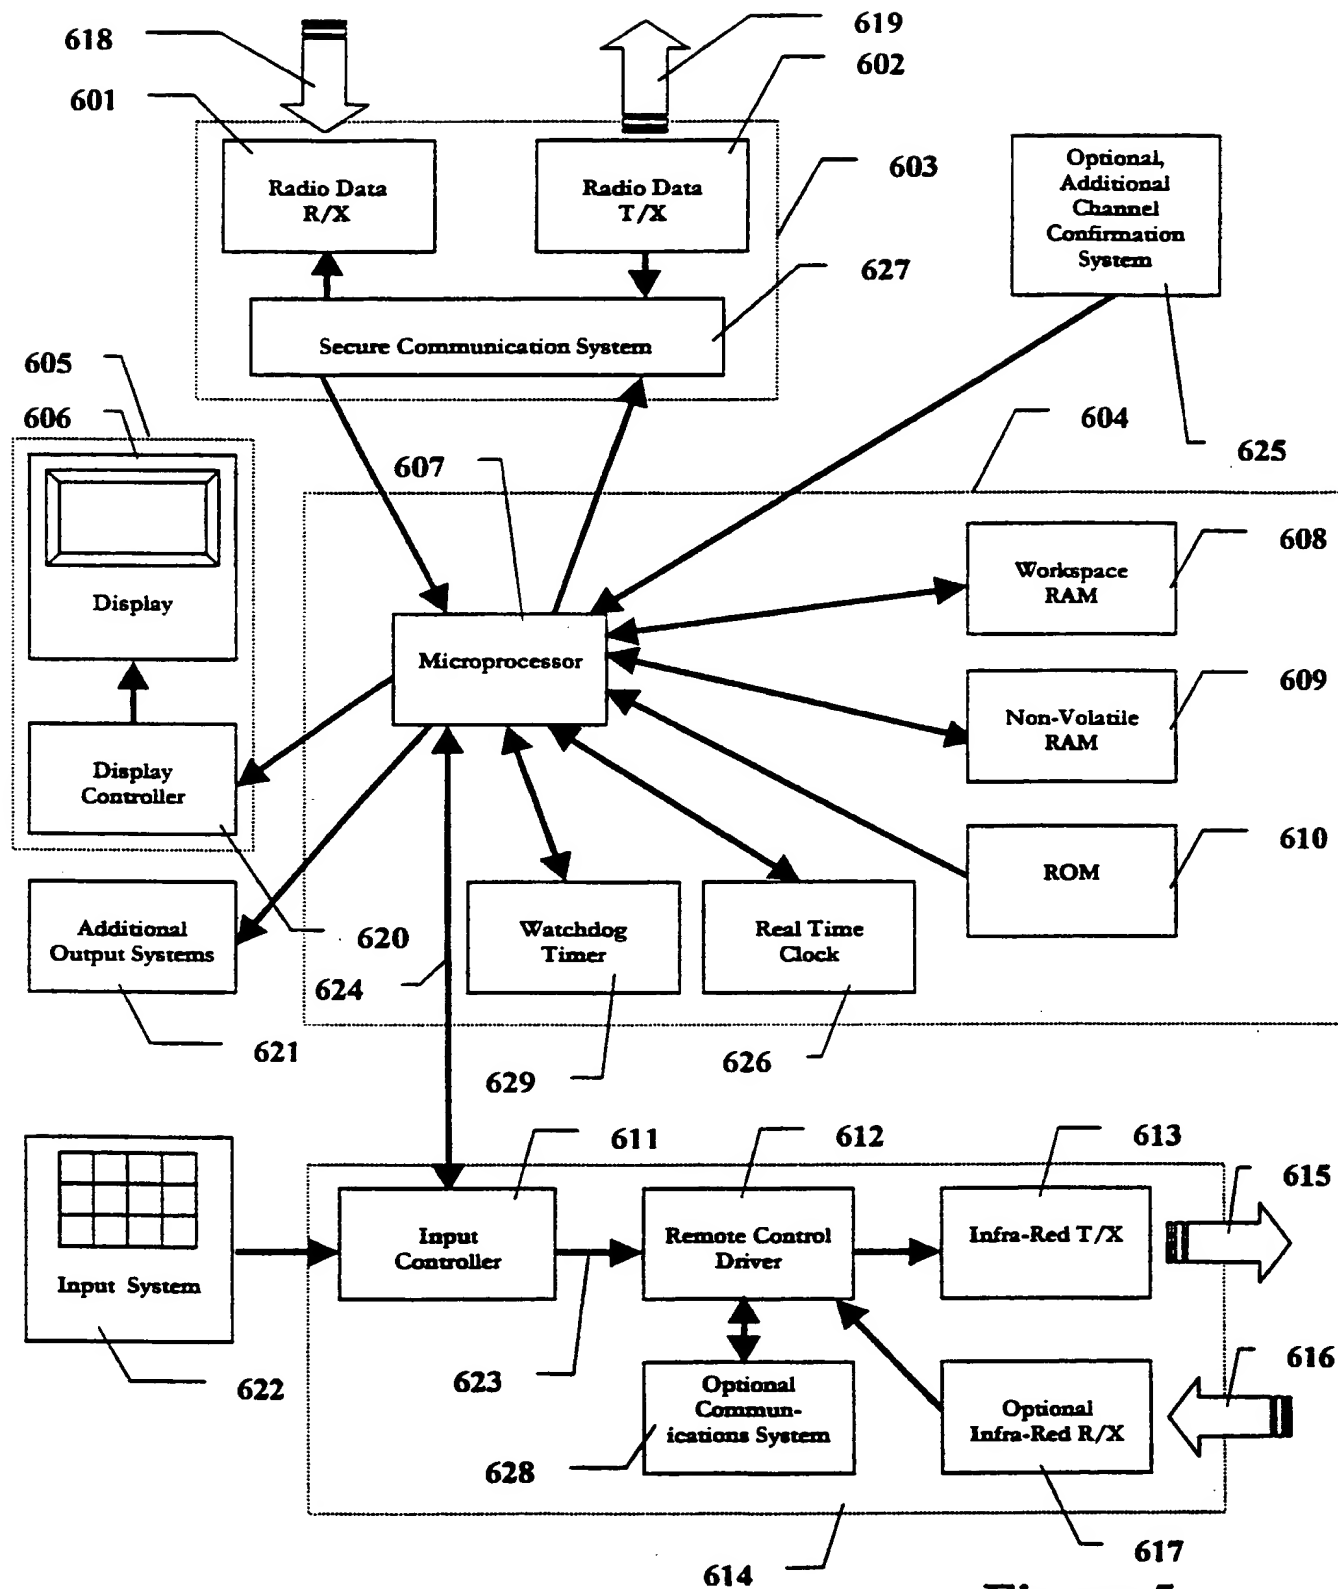 618
619
601
602
Radio Data
R/X
Radio Data
T/X
603
Optional,
Additional
Channel
Confirmation
System
627
Secure Communication System
605
606
604
607
625
608
Workspace
RAM
Display
Microprocessor
609
Non-Volatile
RAM
Display
Controller
610
ROM
Additional
Output Systems
620
624
Watchdog
Timer
Real Time
Clock
621
629
626
611
612
613
615
Input
Controller
Remote Control
Driver
Infra-Red T/X
Input System
622
623
616
Optional
Commun-
ications System
Optional
Infra-Red R/X
628
614
617